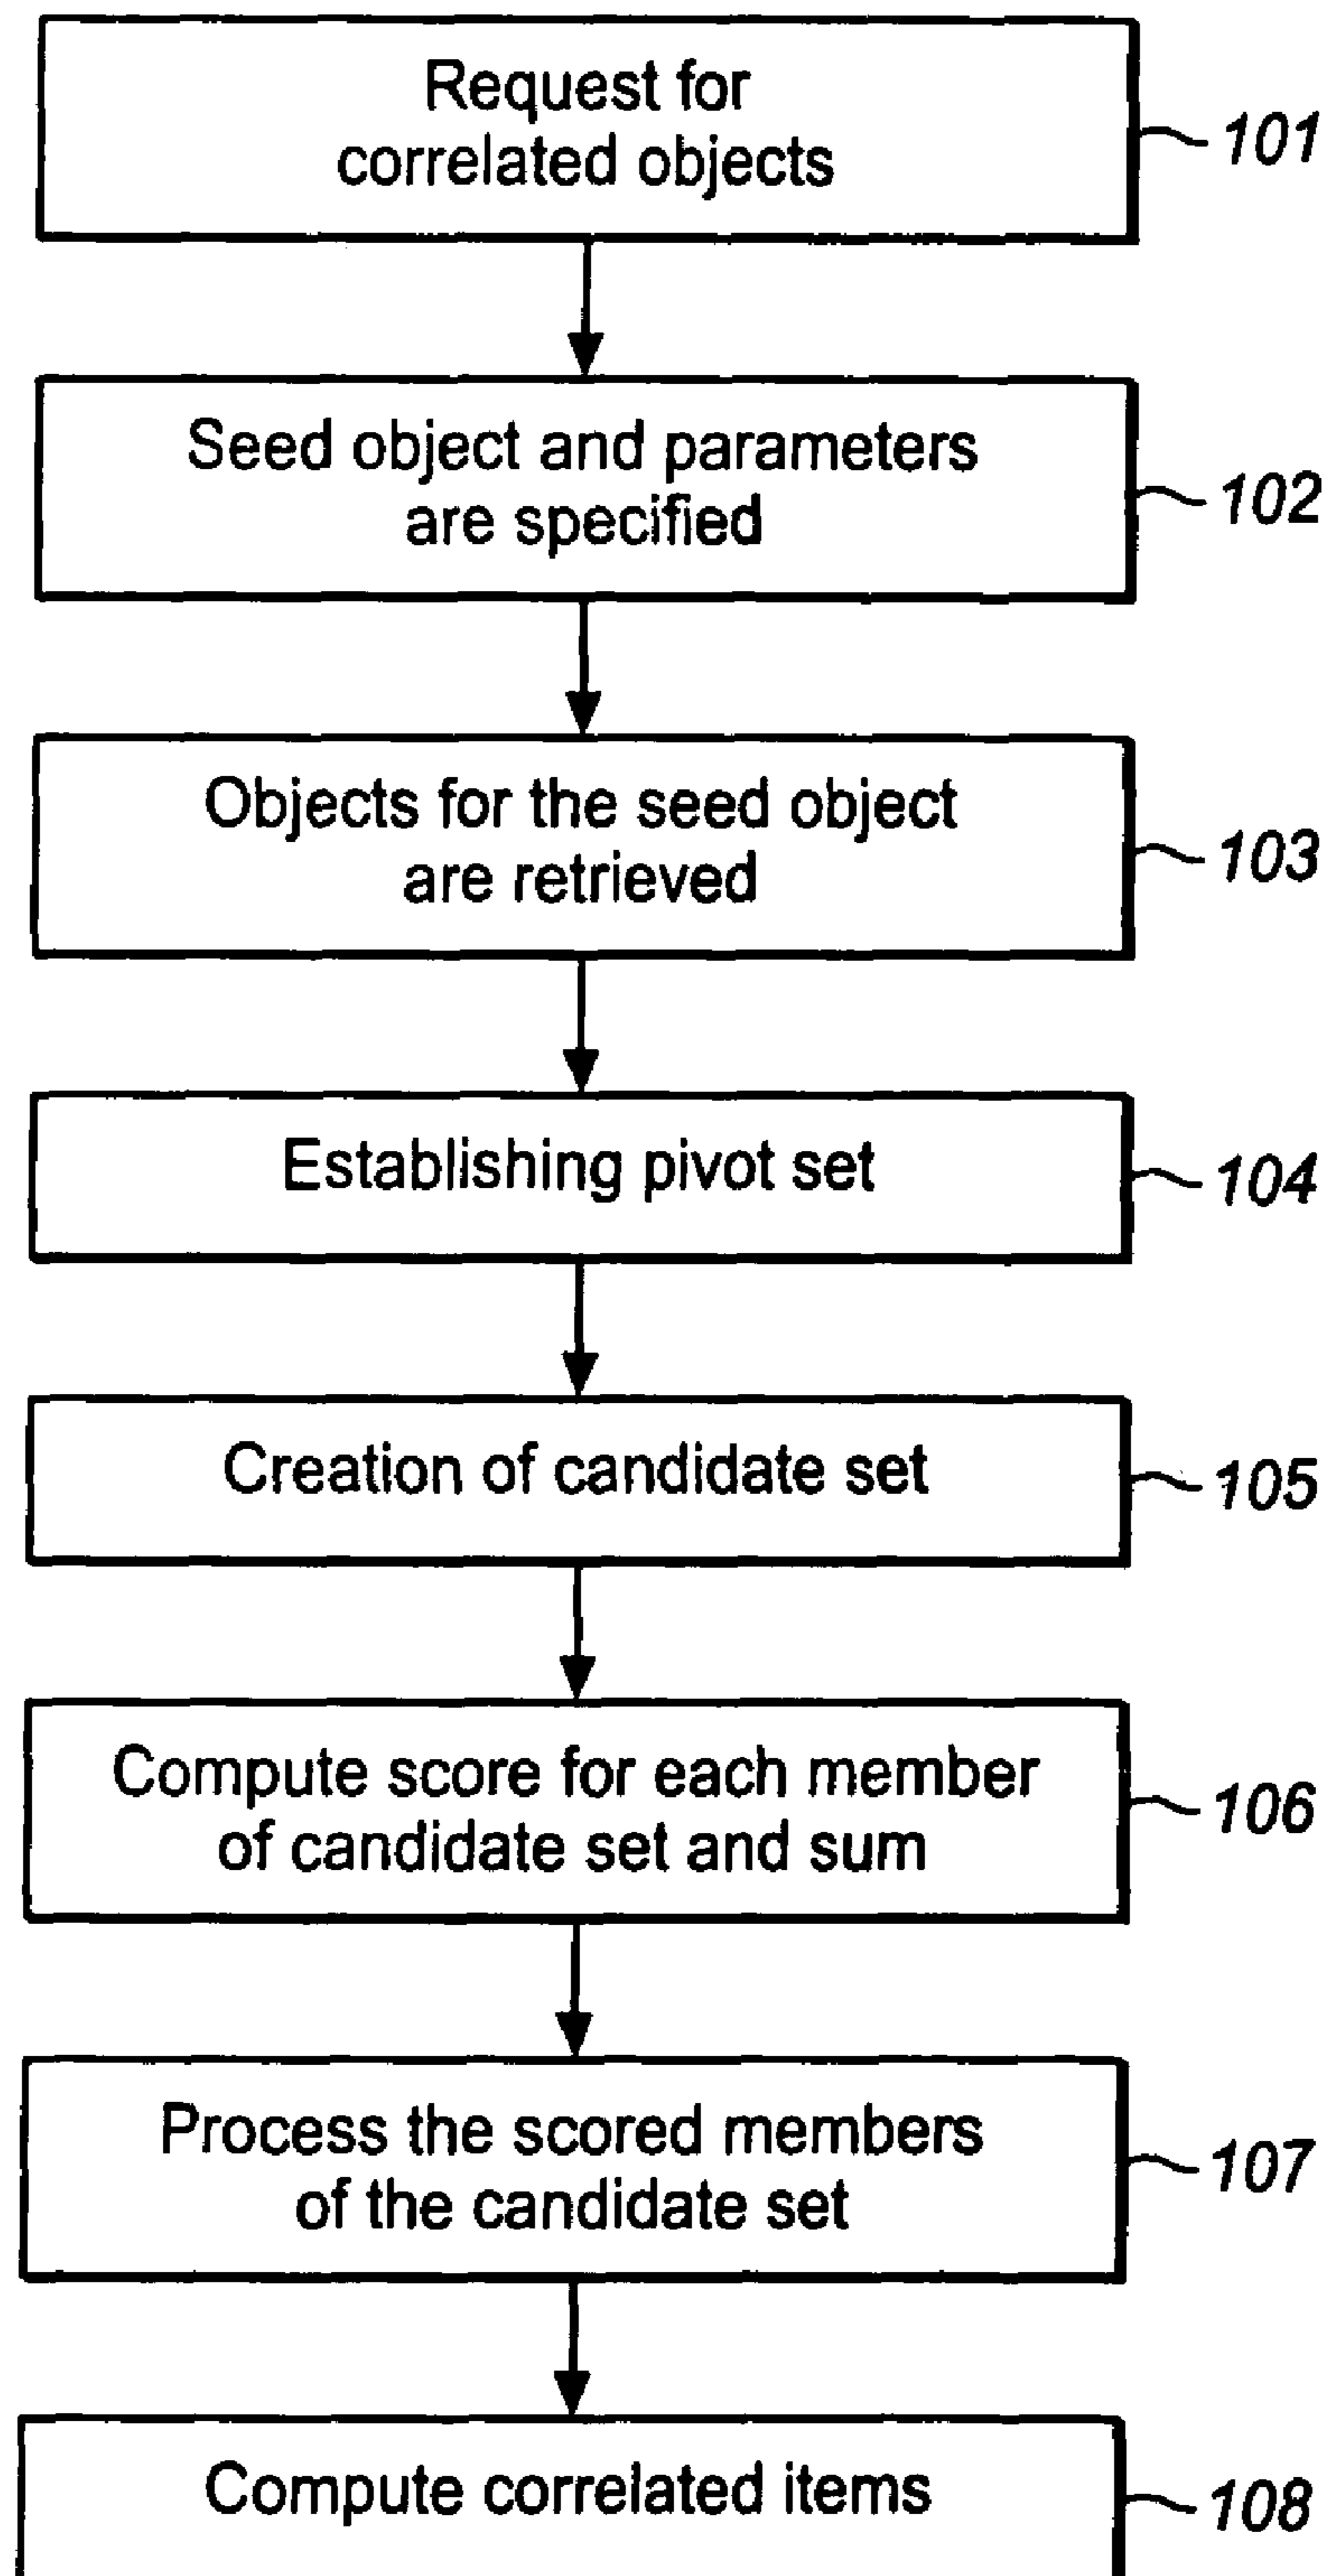 Request for
correlated objects
101
Seed object and parameters
are specified
102
Objects for the seed object
are retrieved
103
Establishing pivot set
104
Creation of candidate set
105
Compute score for each member
of candidate set and sum
106
Process the scored members
of the candidate set
107
Compute correlated items
108